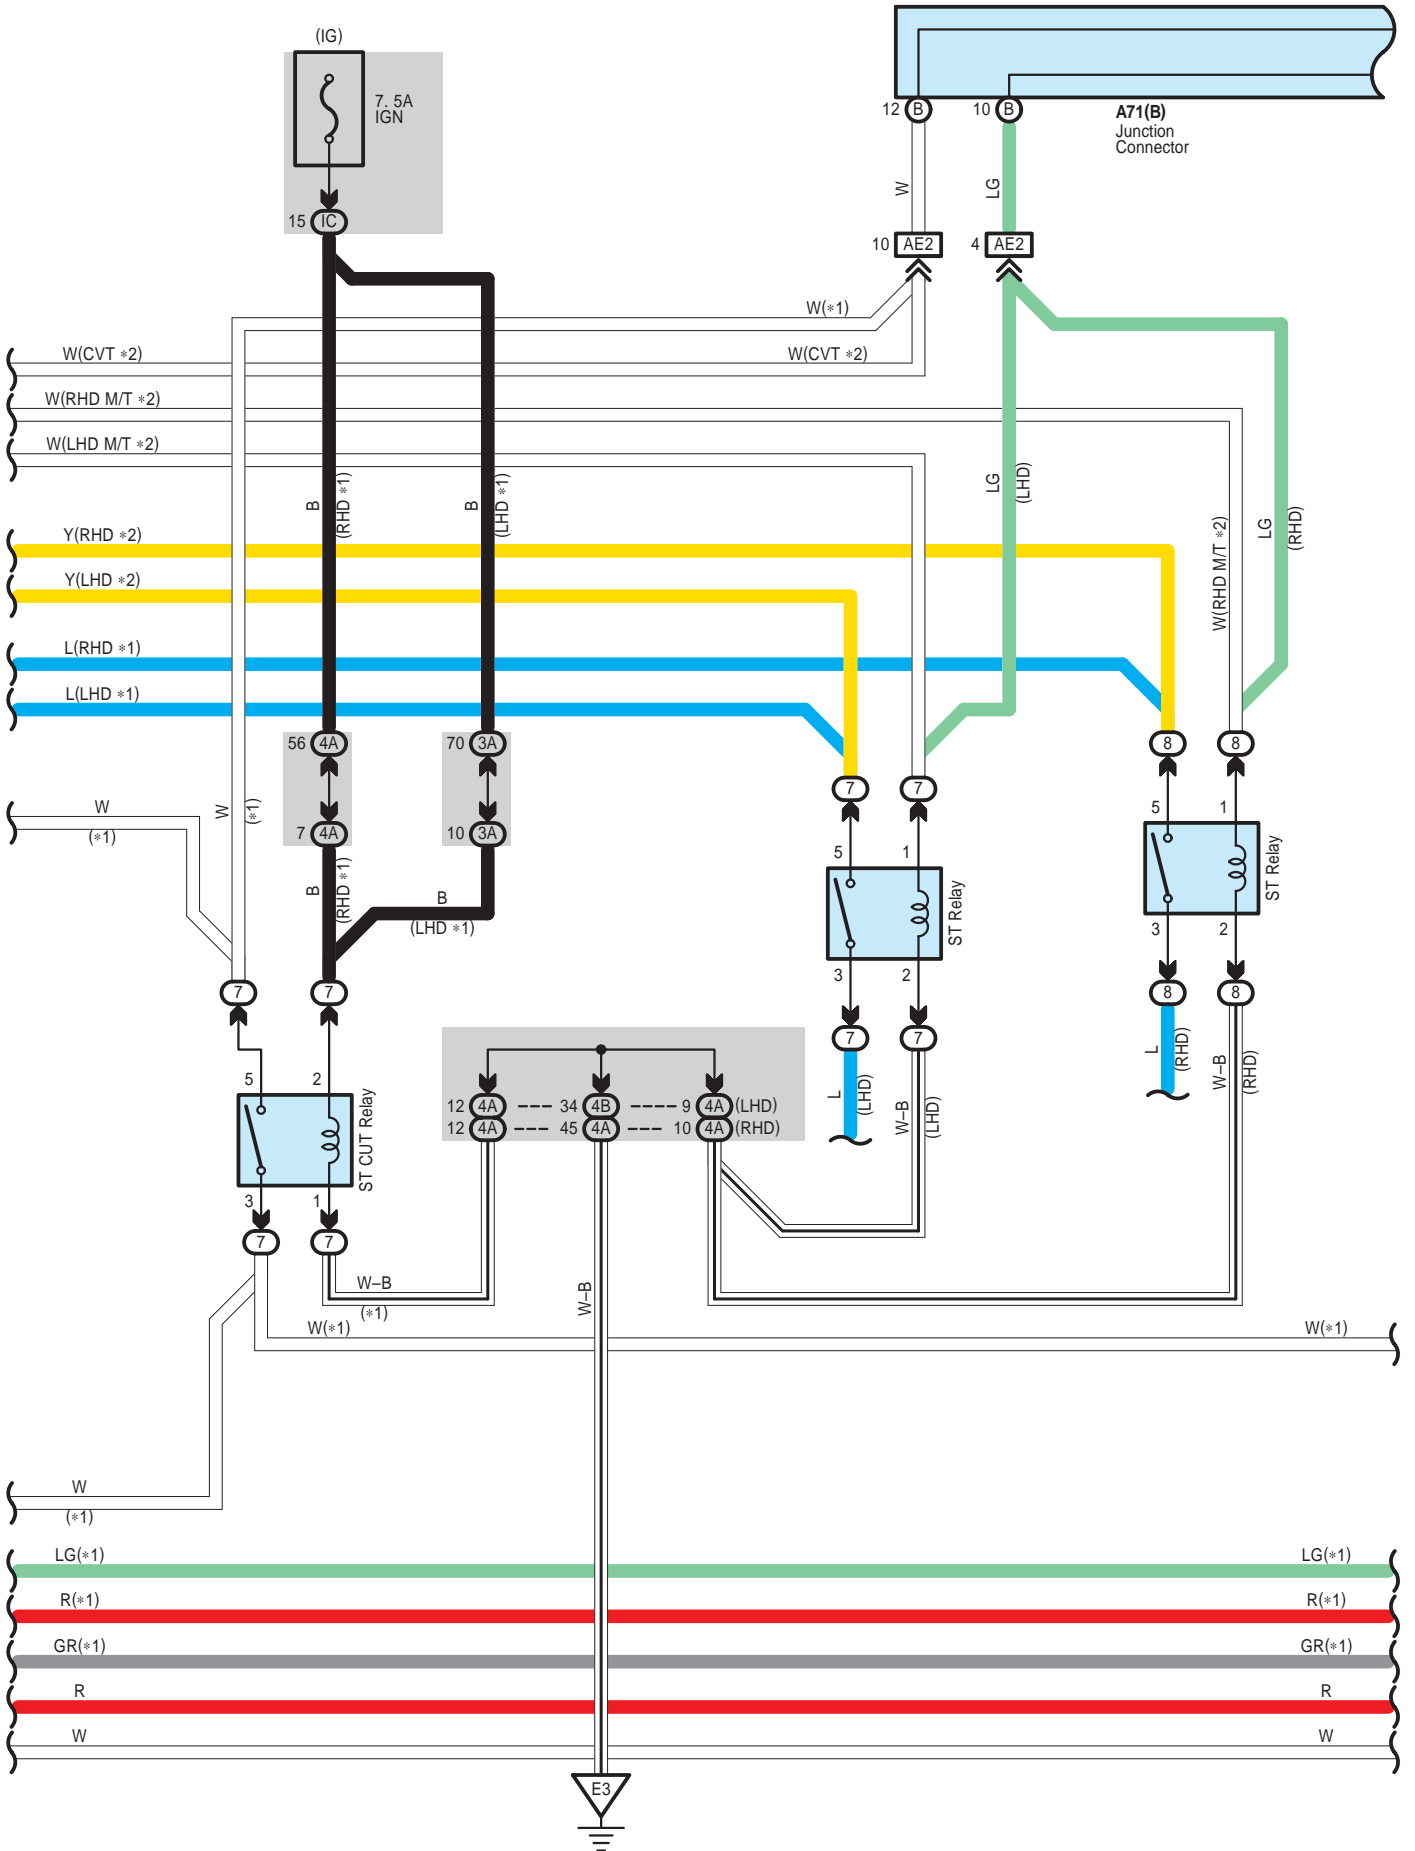 (IG)
7. 5A
IGN
15 IC
12 B
10 B
A71(B)
Junction
Connector
W
LG
10 AE2
4 AE2
W(*1)
W(CVT *2)
W(CVT *2)
W(RHD M/T *2)
W(LHD M/T *2)
B
(RHD *1)
B
(LHD *1)
LG
(LHD)
W(RHD M/T *2)
LG
(RHD)
Y(RHD *2)
Y(LHD *2)
L(RHD *1)
L(LHD *1)
56 4A
70 3A
8
8
7
7
W
(*1)
W
(*1)
7 4A
10 3A
5
1
ST Relay
3
2
5
1
ST Relay
3
2
B
(RHD *1)
B
(LHD *1)
7
7
8
8
7
7
L
(RHD)
W–B
(RHD)
L
(LHD)
W–B
(LHD)
5
2
ST CUT Relay
3
1
12 4A
34 4B
9 4A (LHD)
12 4A
45 4A
10 4A (RHD)
7
7
W–B
(*1)
W–B
W(*1)
W(*1)
W
(*1)
LG(*1)
LG(*1)
R(*1)
R(*1)
GR(*1)
GR(*1)
R
R
W
W
E3